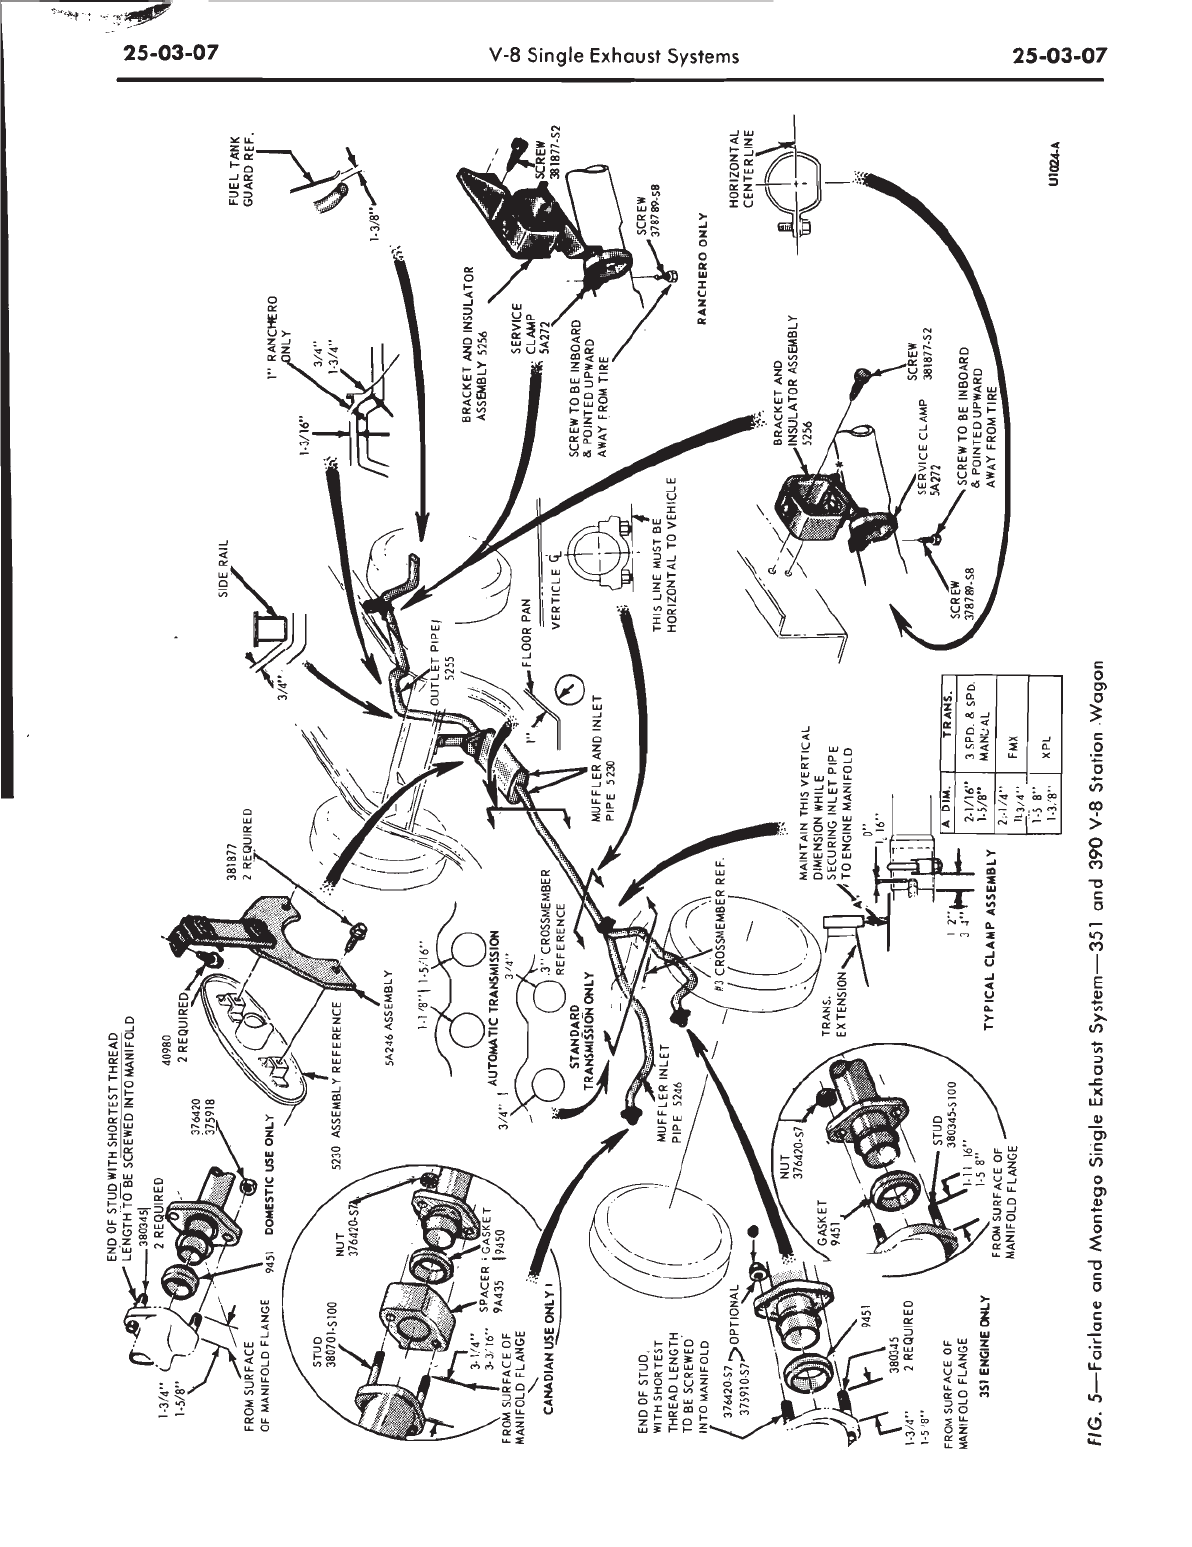 25-03-07
V-8 Single Exhaust Systems
25-03-07
END OF STUD WITH SHORTEST THREAD
LENGTH TO BE SCREWED INTO MANIFOLD
380345
2 REQUIRED
376420
375918
9451
DOMESTIC USE ONLY
1-3/4"
1-5/8"
FROM SURFACE
OF MANIFOLD FLANGE
40980
2 REQUIRED
381877
2 REQUIRED
5A246 ASSEMBLY
5230 ASSEMBLY REFERENCE
SIDE RAIL
3/4"
1" RANCHERO
ONLY
3/4"
1-3/4"
1-3/16"
FUEL TANK
GUARD REF.
1-3/8"
STUD
380701-S100
NUT
376420-S7
GASKET
9450
SPACER
9A435
3-1/4"
3-3/16"
FROM SURFACE OF
MANIFOLD FLANGE
CANADIAN USE ONLY
1-1/8"
1-5/16"
AUTOMATIC TRANSMISSION
3/4"
3/4"
3" CROSSMEMBER
REFERENCE
STANDARD
TRANSMISSION ONLY
OUTLET PIPE
5255
FLOOR PAN
1"
VERTICLE ℄
MUFFLER AND INLET
PIPE 5230
THIS LINE MUST BE
HORIZONTAL TO VEHICLE
BRACKET AND INSULATOR
ASSEMBLY 5256
SERVICE
CLAMP
5A272
SCREW
381877-S2
SCREW
378789-S8
SCREW TO BE INBOARD
& POINTED UPWARD
AWAY FROM TIRE
RANCHERO ONLY
HORIZONTAL
CENTERLINE
MUFFLER INLET
PIPE 5246
#3 CROSSMEMBER REF.
END OF STUD
WITH SHORTEST
THREAD LENGTH
TO BE SCREWED
INTO MANIFOLD
376420-S7
375910-S7
OPTIONAL
9451
380345
2 REQUIRED
1-3/4"
1-5/8"
FROM SURFACE OF
MANIFOLD FLANGE
351 ENGINE ONLY
NUT
376420-S7
GASKET
9451
STUD
380345-S100
1-11/16"
1-5/8"
FROM SURFACE OF
MANIFOLD FLANGE
MAINTAIN THIS VERTICAL
DIMENSION WHILE
SECURING INLET PIPE
TO ENGINE MANIFOLD
TRANS.
EXTENSION
A
TYPICAL CLAMP ASSEMBLY
A DIM. TRANS.
2-1/16" 3 SPD. & SPD.
1-5/8" MANUAL
2-1/4" FMX
XPL
1-3/8"
BRACKET AND
INSULATOR ASSEMBLY
5256
SCREW
381877-S2
SERVICE CLAMP
5A272
SCREW TO BE INBOARD
& POINTED UPWARD
AWAY FROM TIRE
SCREW
378789-S8
U1024-A
FIG. 5—Fairlane and Montego Single Exhaust System—351 and 390 V-8 Station Wagon